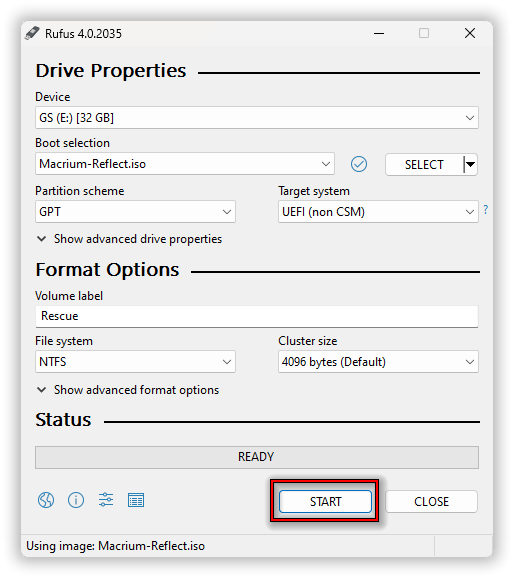 Rufus 4.0.2035
Drive Properties
Device
GS (E:) [32 GB]
Boot selection
Macrium-Reflect.iso SELECT
Partition scheme Target system
GPT UEFI (non CSM) ?
Show advanced drive properties
Format Options
Volume label
Rescue
File system Cluster size
NTFS 4096 bytes (Default)
Show advanced format options
Status
READY
START CLOSE
Using image: Macrium-Reflect.iso